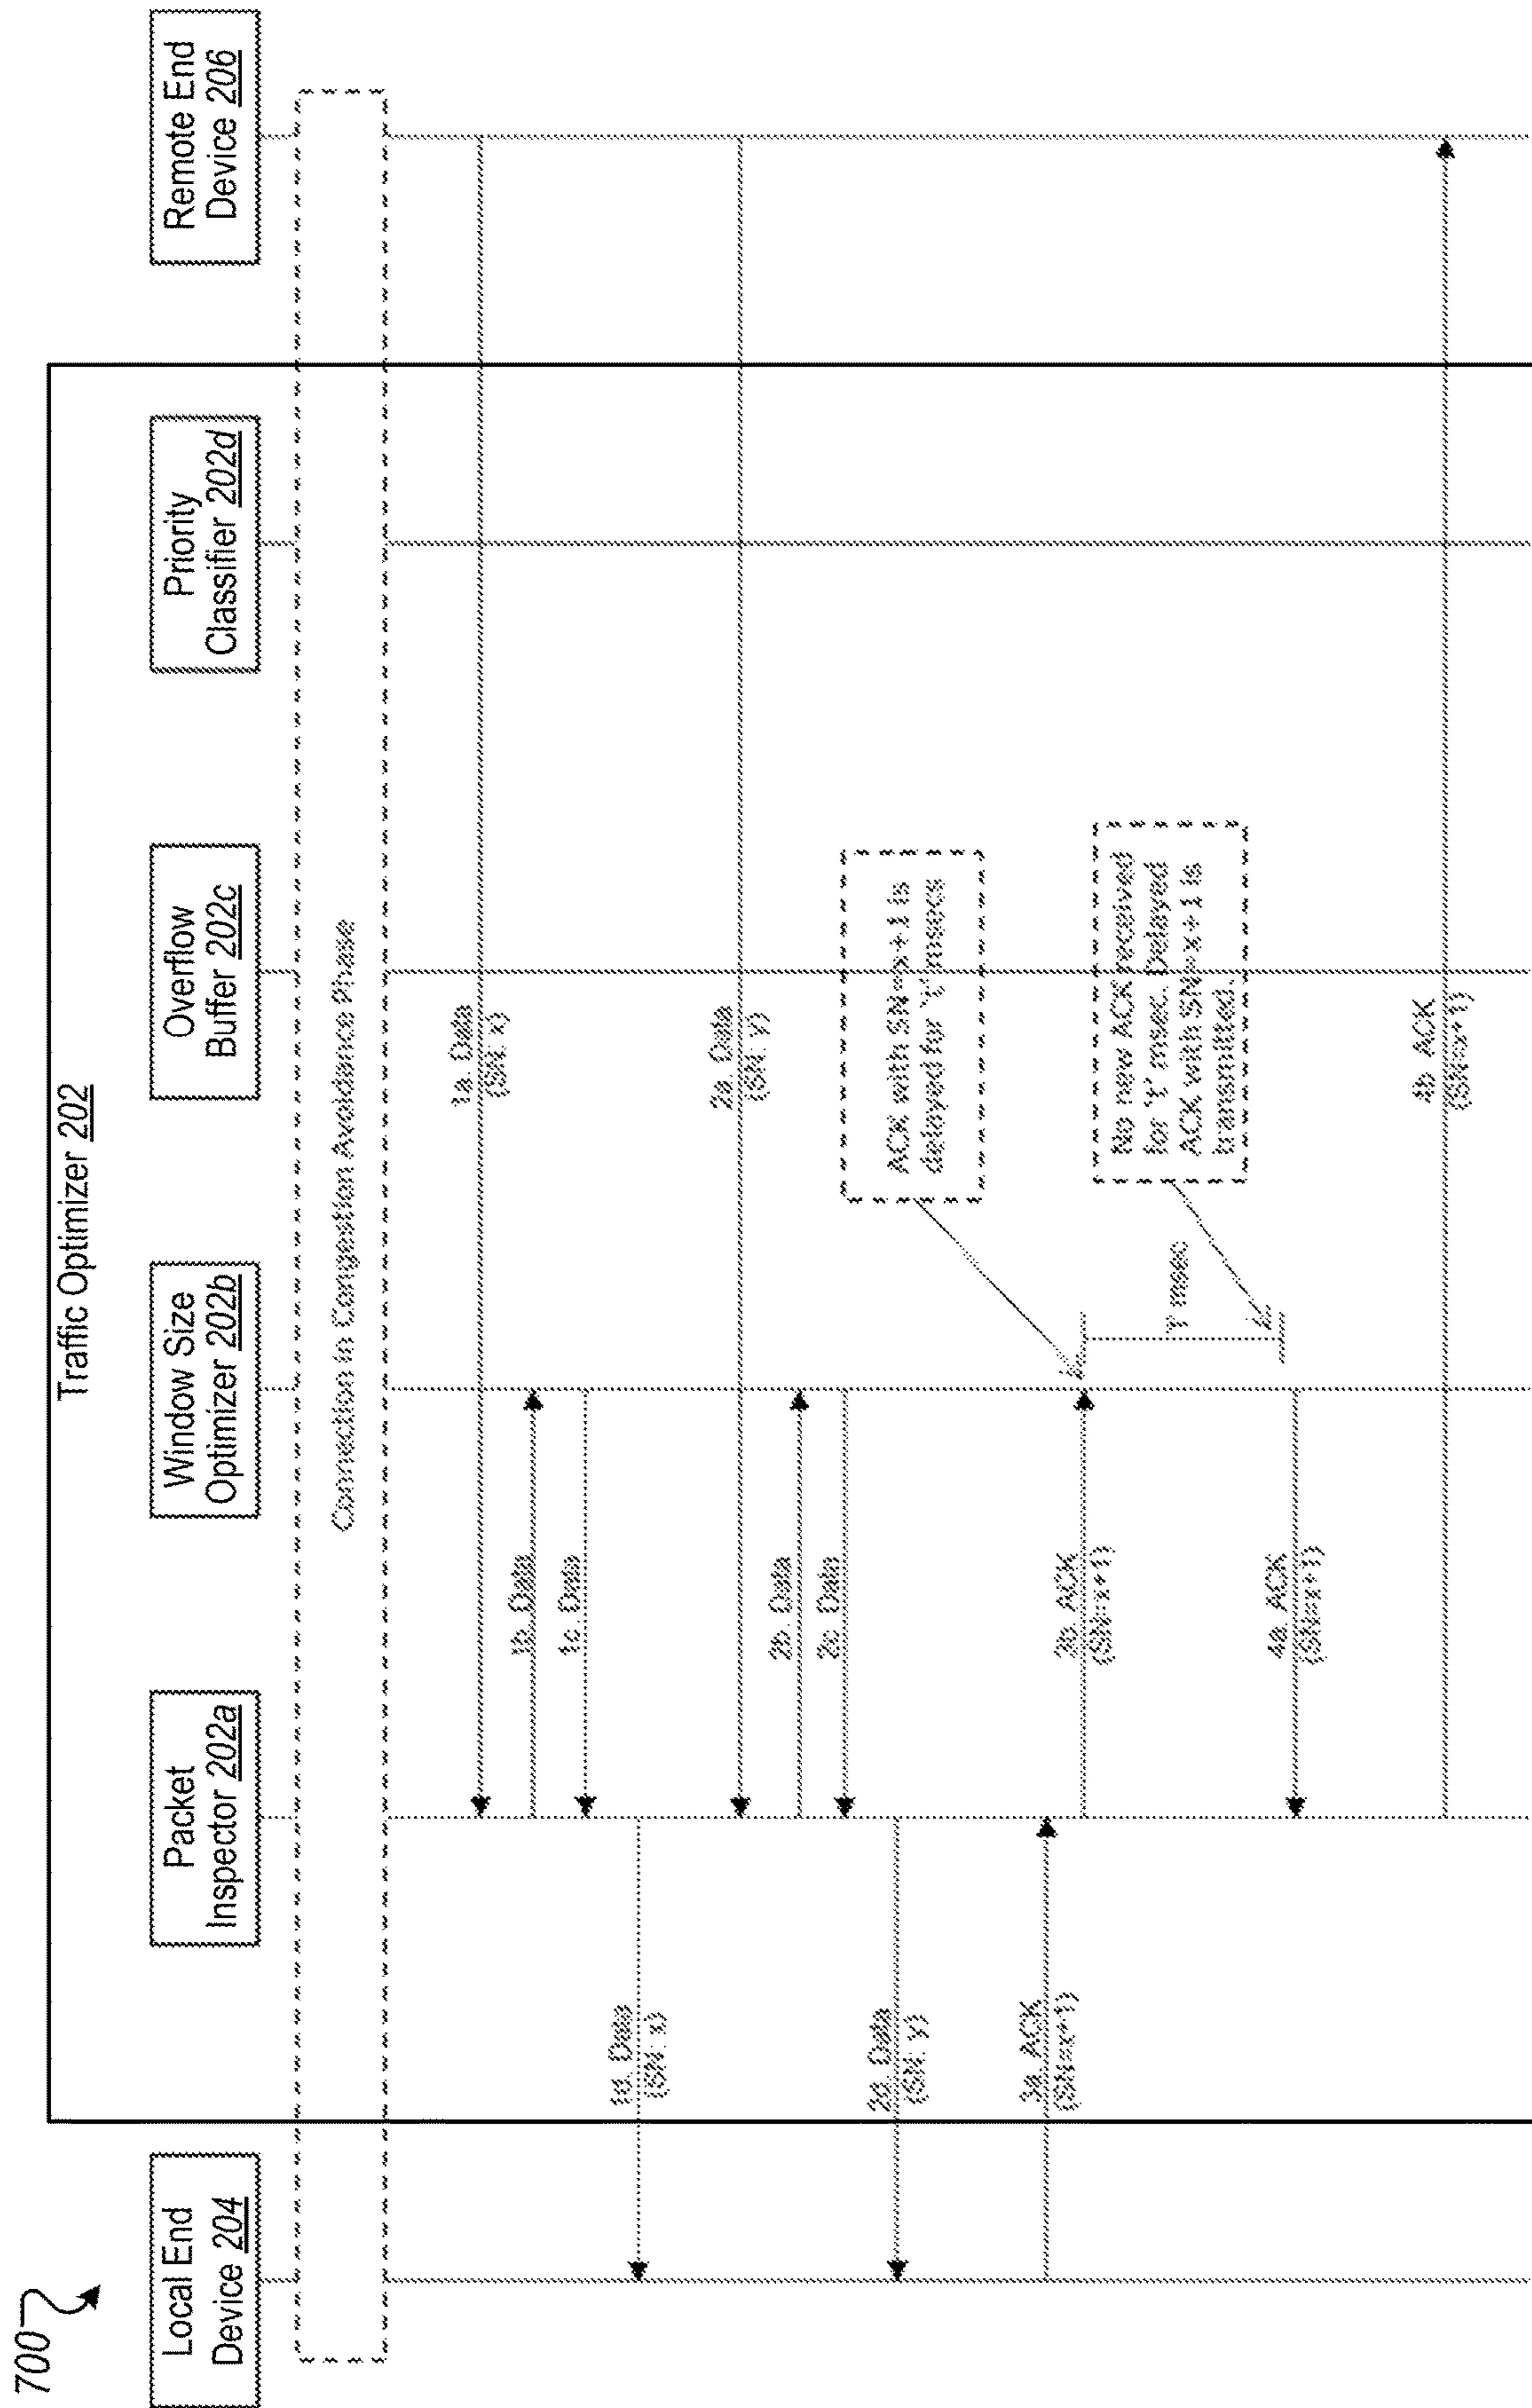 700
Traffic Optimizer 202
Local End
Device 204
Packet
Inspector 202a
Window Size
Optimizer 202b
Overflow
Buffer 202c
Priority
Classifier 202d
Remote End
Device 206
Connection in Congestion Avoidance Phase
1a. Data
(SN: x)
1b. Data
1c. Data
1d. Data
(SN: x)
2a. Data
(SN: y)
2b. Data
2c. Data
2d. Data
(SN: y)
ACK with SN=x+1 is
delayed for 't' msecs
3a. ACK
(SN=x+1)
3b. ACK
(SN=x+1)
T msec
No new ACK received
for 't' msec. Delayed
ACK with SN=x+1 is
transmitted.
4a. ACK
(SN=x+1)
4b. ACK
(SN=x+1)